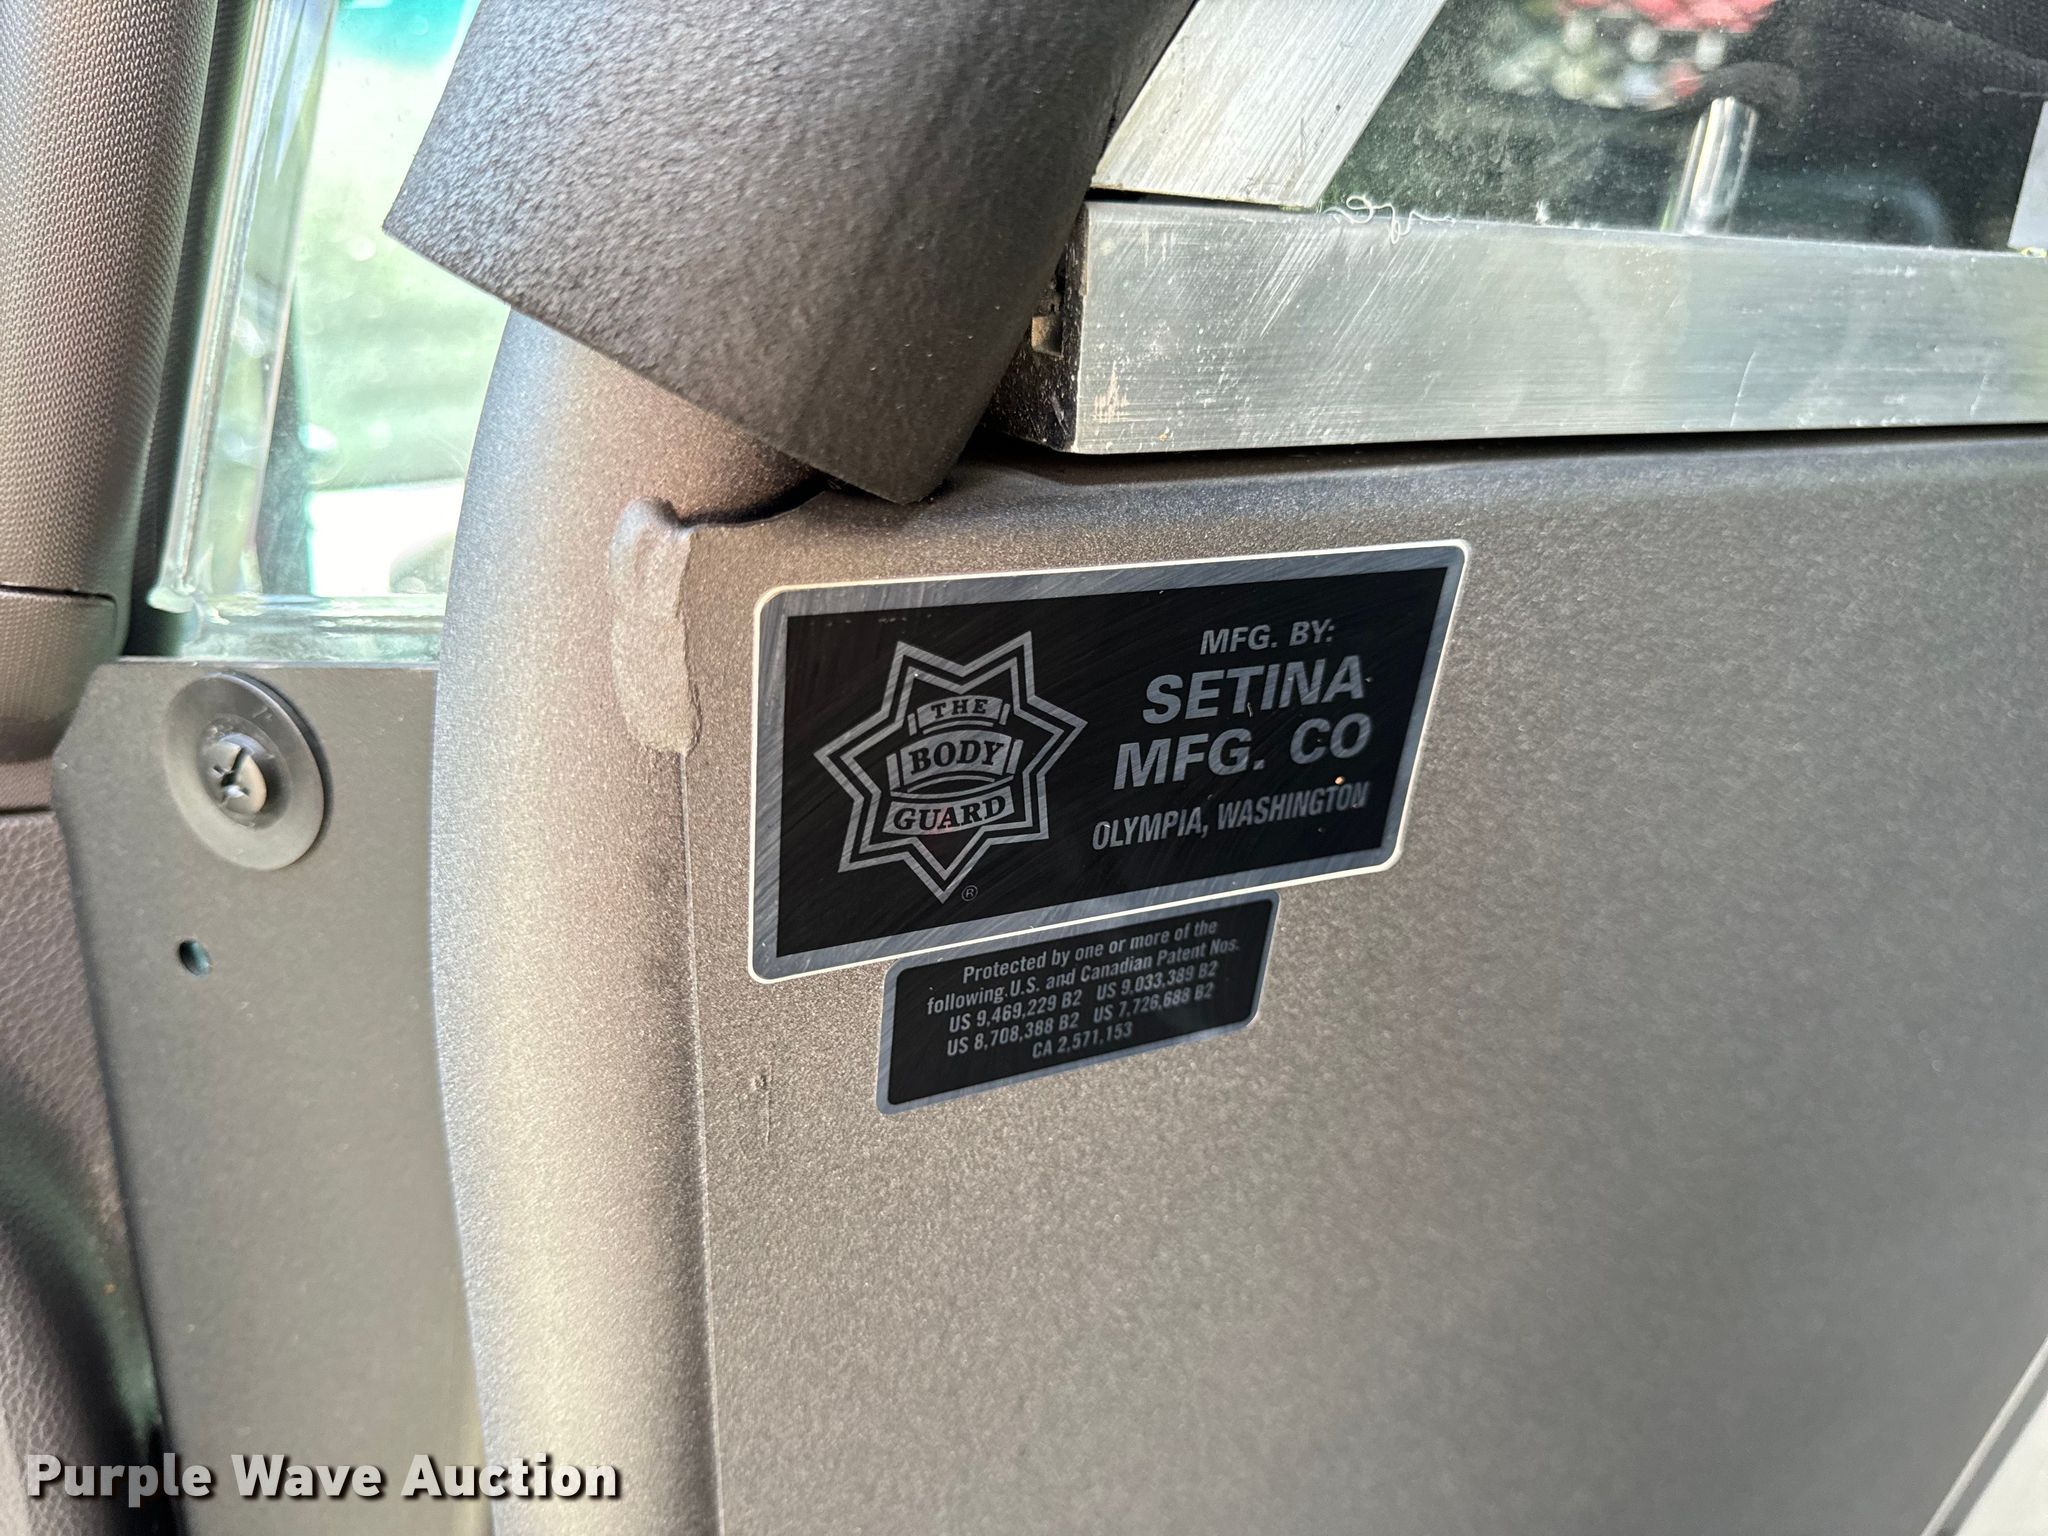 THE
BODY
GUARD
®
MFG. BY:
SETINA
MFG. CO
OLYMPIA, WASHINGTON
Protected by one or more of the
following U.S. and Canadian Patent Nos.
US 9,469,229 B2 US 9,033,389 B2
US 8,708,388 B2 US 7,726,688 B2
CA 2,571,153
Purple Wave Auction